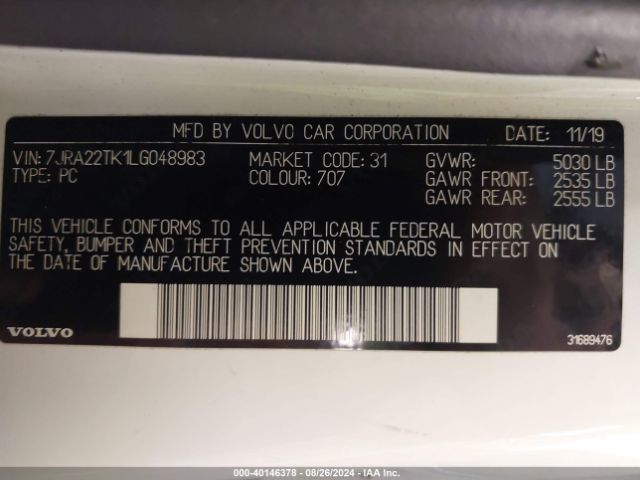 MFD BY VOLVO CAR CORPORATION DATE: 11/19
VIN: 7JRA22TK1LG048983 MARKET CODE: 31 GVWR: 5030 LB
TYPE: PC COLOUR: 707 GAWR FRONT: 2535 LB
GAWR REAR: 2555 LB
THIS VEHICLE CONFORMS TO ALL APPLICABLE FEDERAL MOTOR VEHICLE
SAFETY, BUMPER AND THEFT PREVENTION STANDARDS IN EFFECT ON
THE DATE OF MANUFACTURE SHOWN ABOVE.
VOLVO 31689476
000-40146378 - 08/26/2024 - IAA Inc.